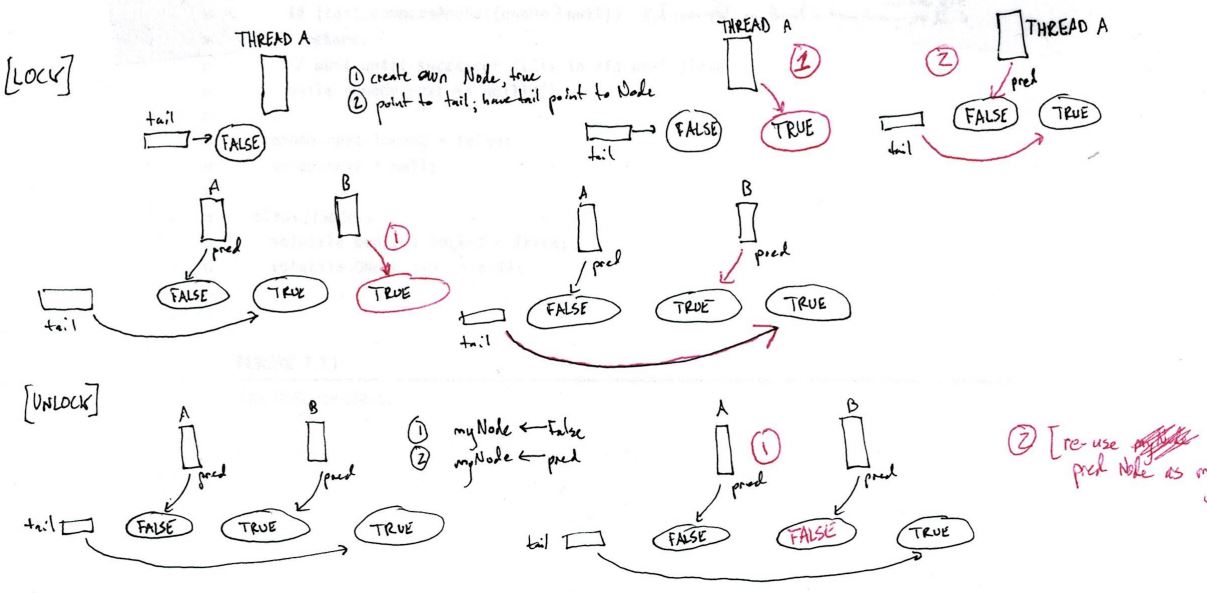 [LOCK]
THREAD A
① create own Node, true
② point to tail; have tail point to Node
tail
FALSE
THREAD A
①
tail
FALSE
TRUE
②
THREAD A
pred
FALSE
TRUE
tail
A
B
①
pred
FALSE
TRUE
TRUE
tail
A
B
pred
pred
FALSE
TRUE
TRUE
tail
[UNLOCK]
A
B
① myNode ← False
② myNode ← pred
pred
pred
tail
FALSE
TRUE
TRUE
A
①
B
pred
pred
tail
FALSE
FALSE
TRUE
② [re-use
pred Node as